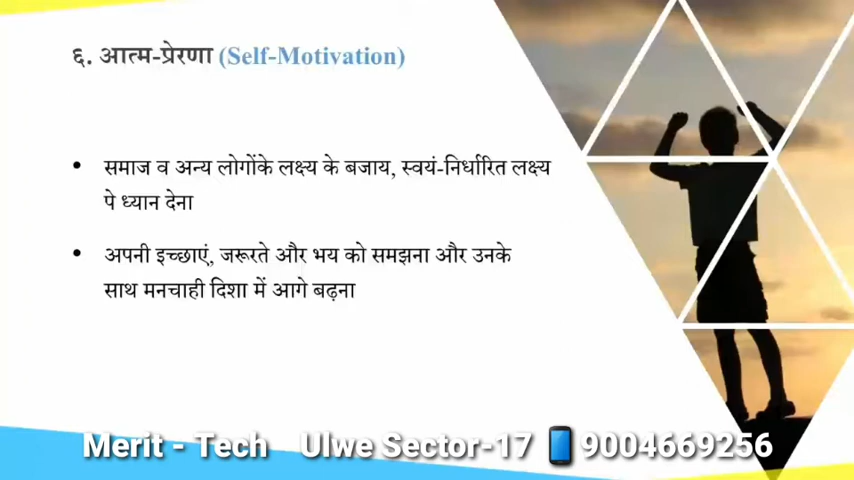 ६. आत्म-प्रेरणा (Self-Motivation)
• समाज व अन्य लोगोंके लक्ष्य के बजाय, स्वयं-निर्धारित लक्ष्य
पे ध्यान देना
• अपनी इच्छाएं, जरूरते और भय को समझना और उनके
साथ मनचाही दिशा में आगे बढ़ना
Merit - Tech Ulwe Sector-17 📱9004669256